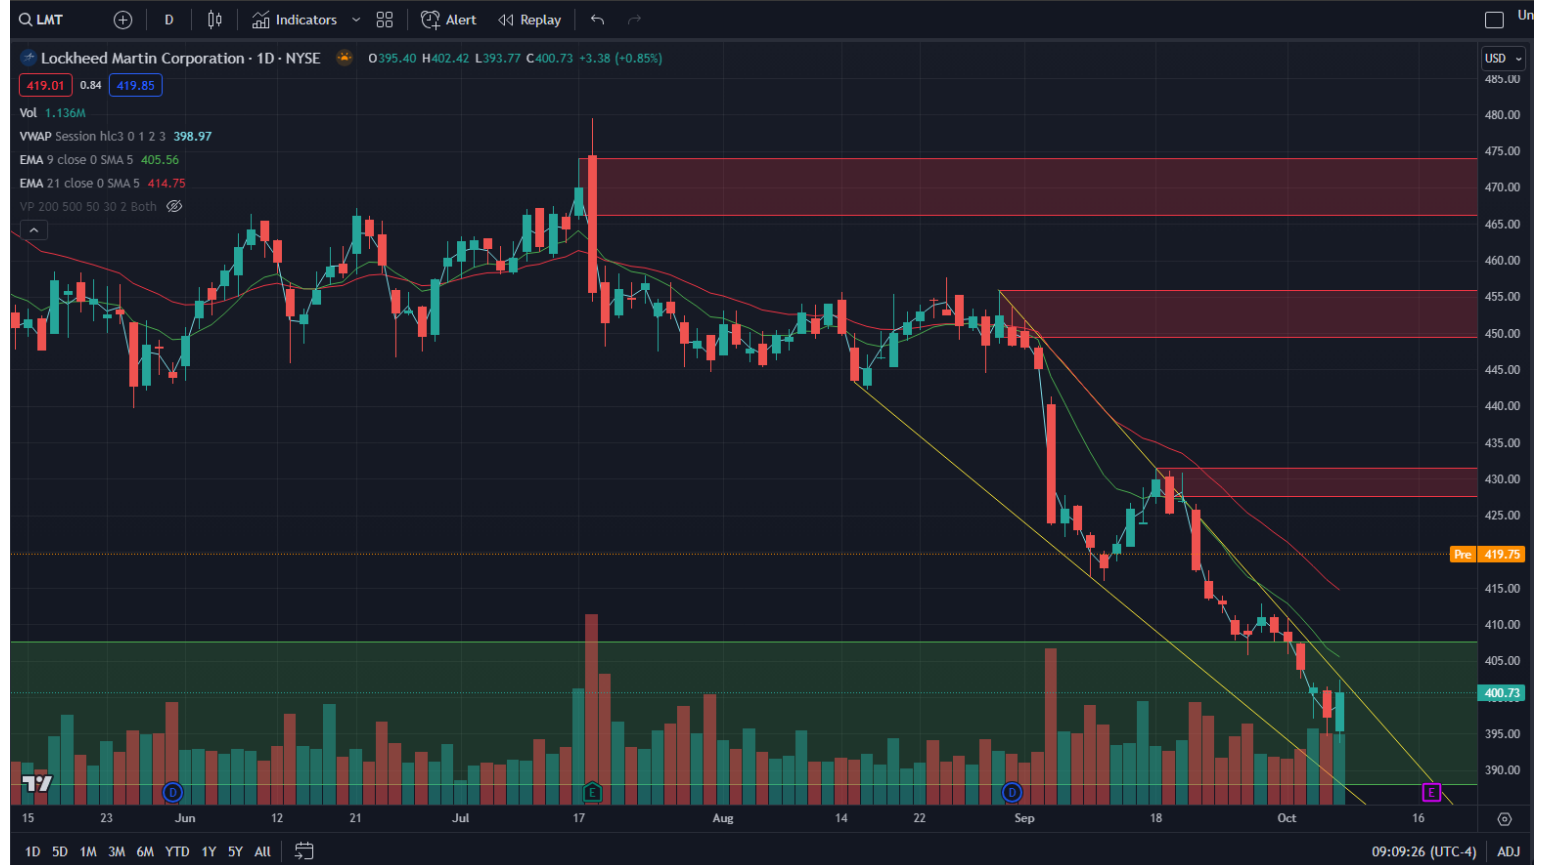 LMT D Indicators Alert Replay Un
Lockheed Martin Corporation · 1D · NYSE O395.40 H402.42 L393.77 C400.73 +3.38 (+0.85%)
USD
419.01 0.84 419.85
Vol 1.136M
VWAP Session hlc3 0 1 2 3 398.97
EMA 9 close 0 SMA 5 405.56
EMA 21 close 0 SMA 5 414.75
VP 200 500 50 30 2 Both
485.00
480.00
475.00
470.00
465.00
460.00
455.00
450.00
445.00
440.00
435.00
430.00
425.00
Pre 419.75
415.00
410.00
405.00
400.73
395.00
390.00
D E D E
15 23 Jun 12 21 Jul 17 Aug 14 22 Sep 18 Oct 16
1D 5D 1M 3M 6M YTD 1Y 5Y All 09:09:26 (UTC-4) ADJ